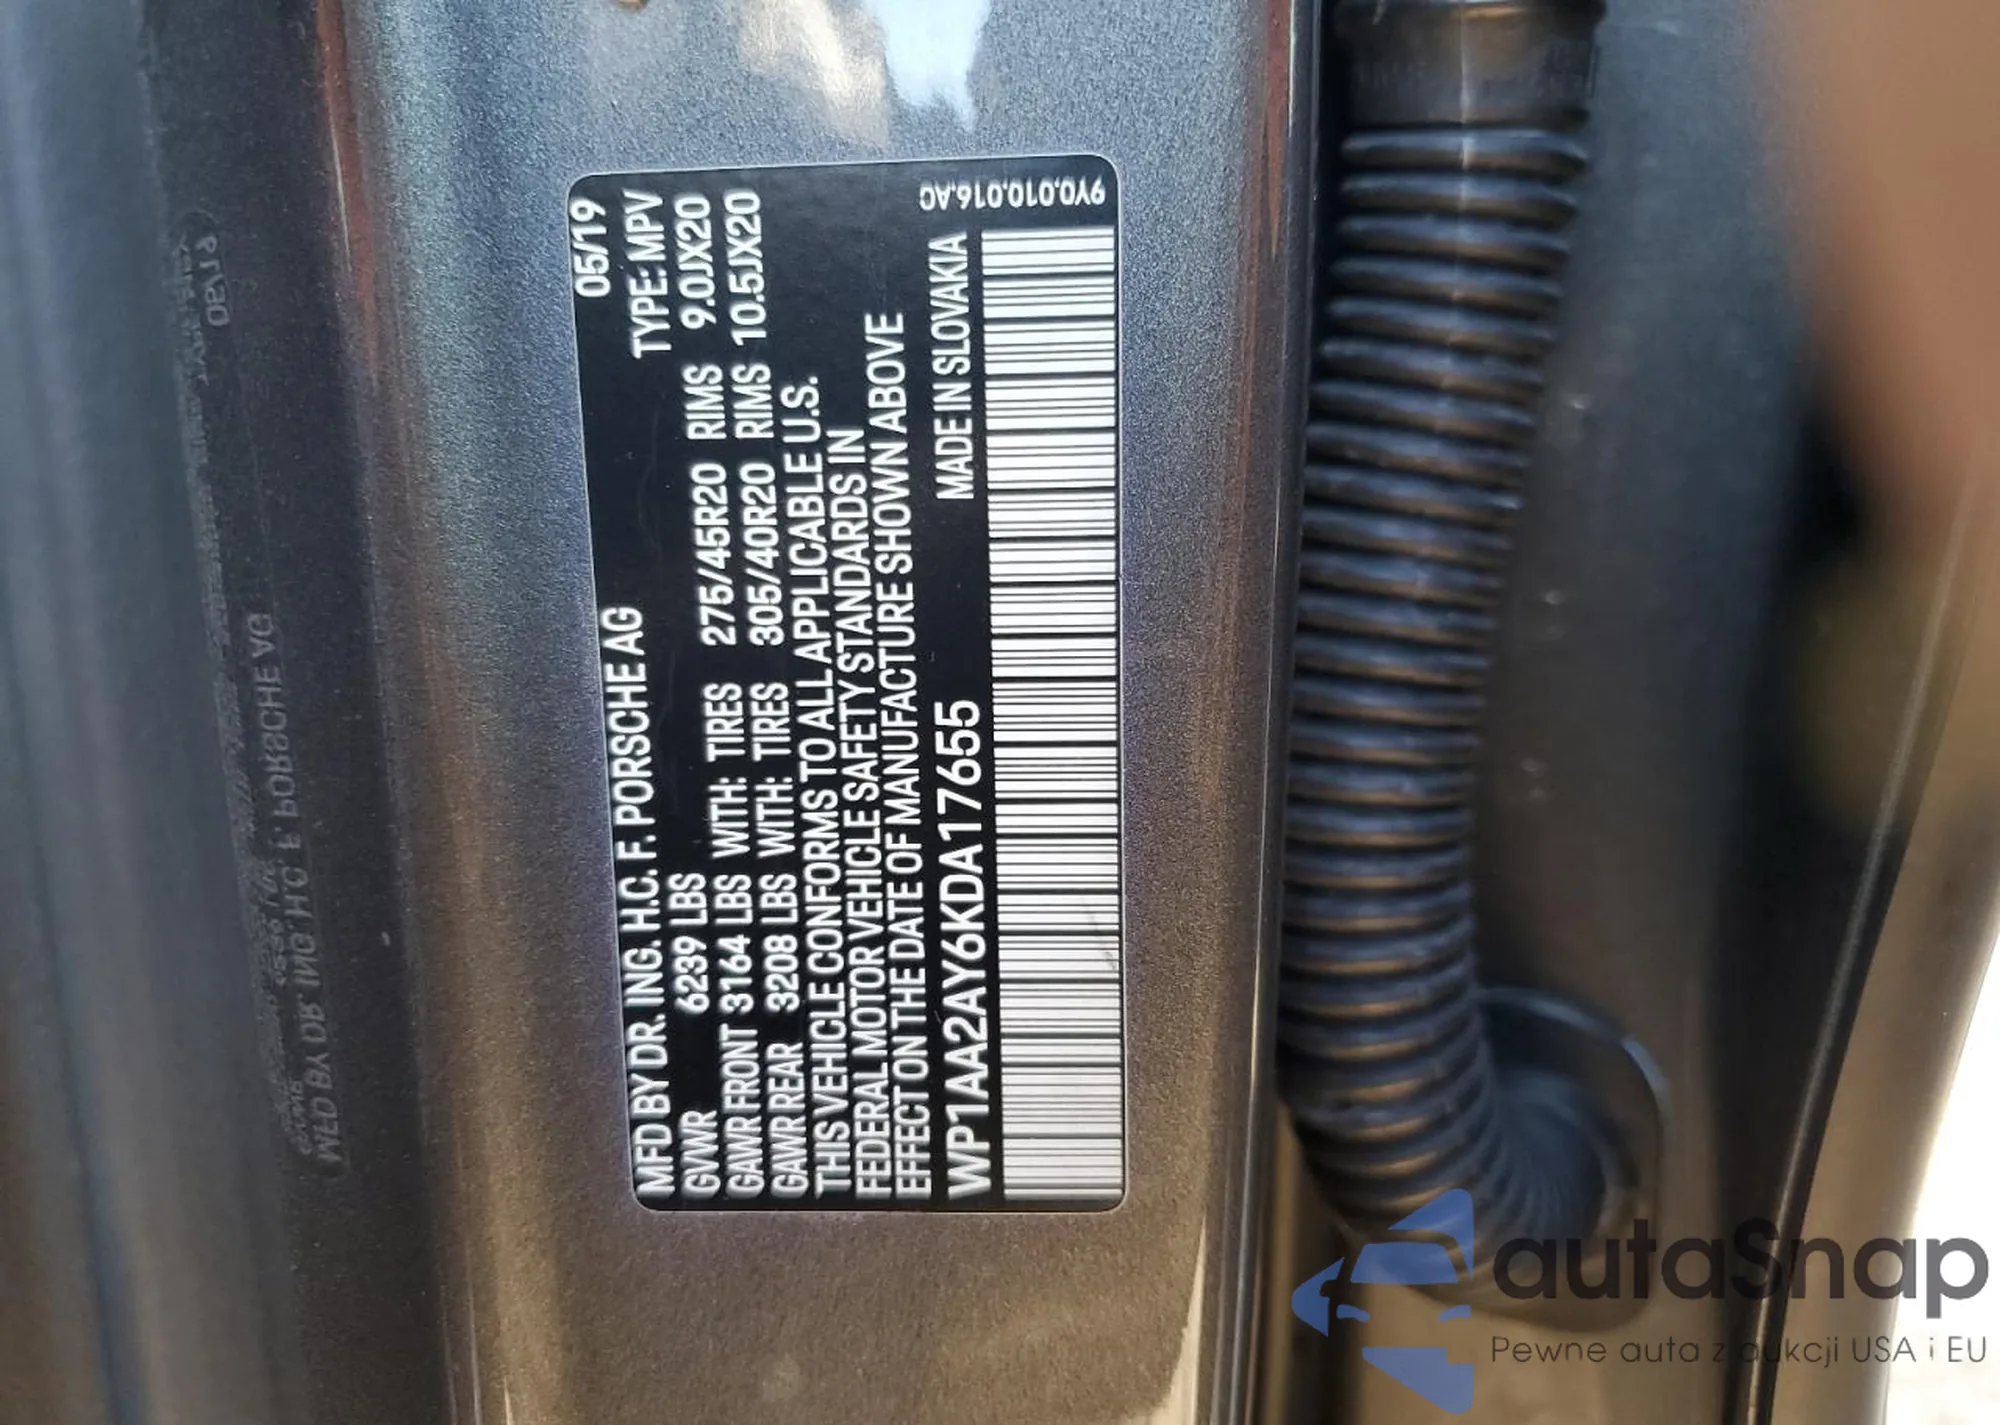 05/19
MFD BY DR. ING. H.C. F. PORSCHE AG TYPE: MPV
GVWR 6239 LBS 275/45R20 RIMS 9.0JX20
GAWR FRONT 3164 LBS WITH: TIRES 305/40R20 RIMS 10.5JX20
GAWR REAR 3208 LBS WITH: TIRES
THIS VEHICLE CONFORMS TO ALL APPLICABLE U.S.
FEDERAL MOTOR VEHICLE SAFETY STANDARDS IN
EFFECT ON THE DATE OF MANUFACTURE SHOWN ABOVE
WP1AA2AY6KDA17655 MADE IN SLOVAKIA
9Y0.010.016.AC
autaSnap
Pewne auta z aukcji USA i EU